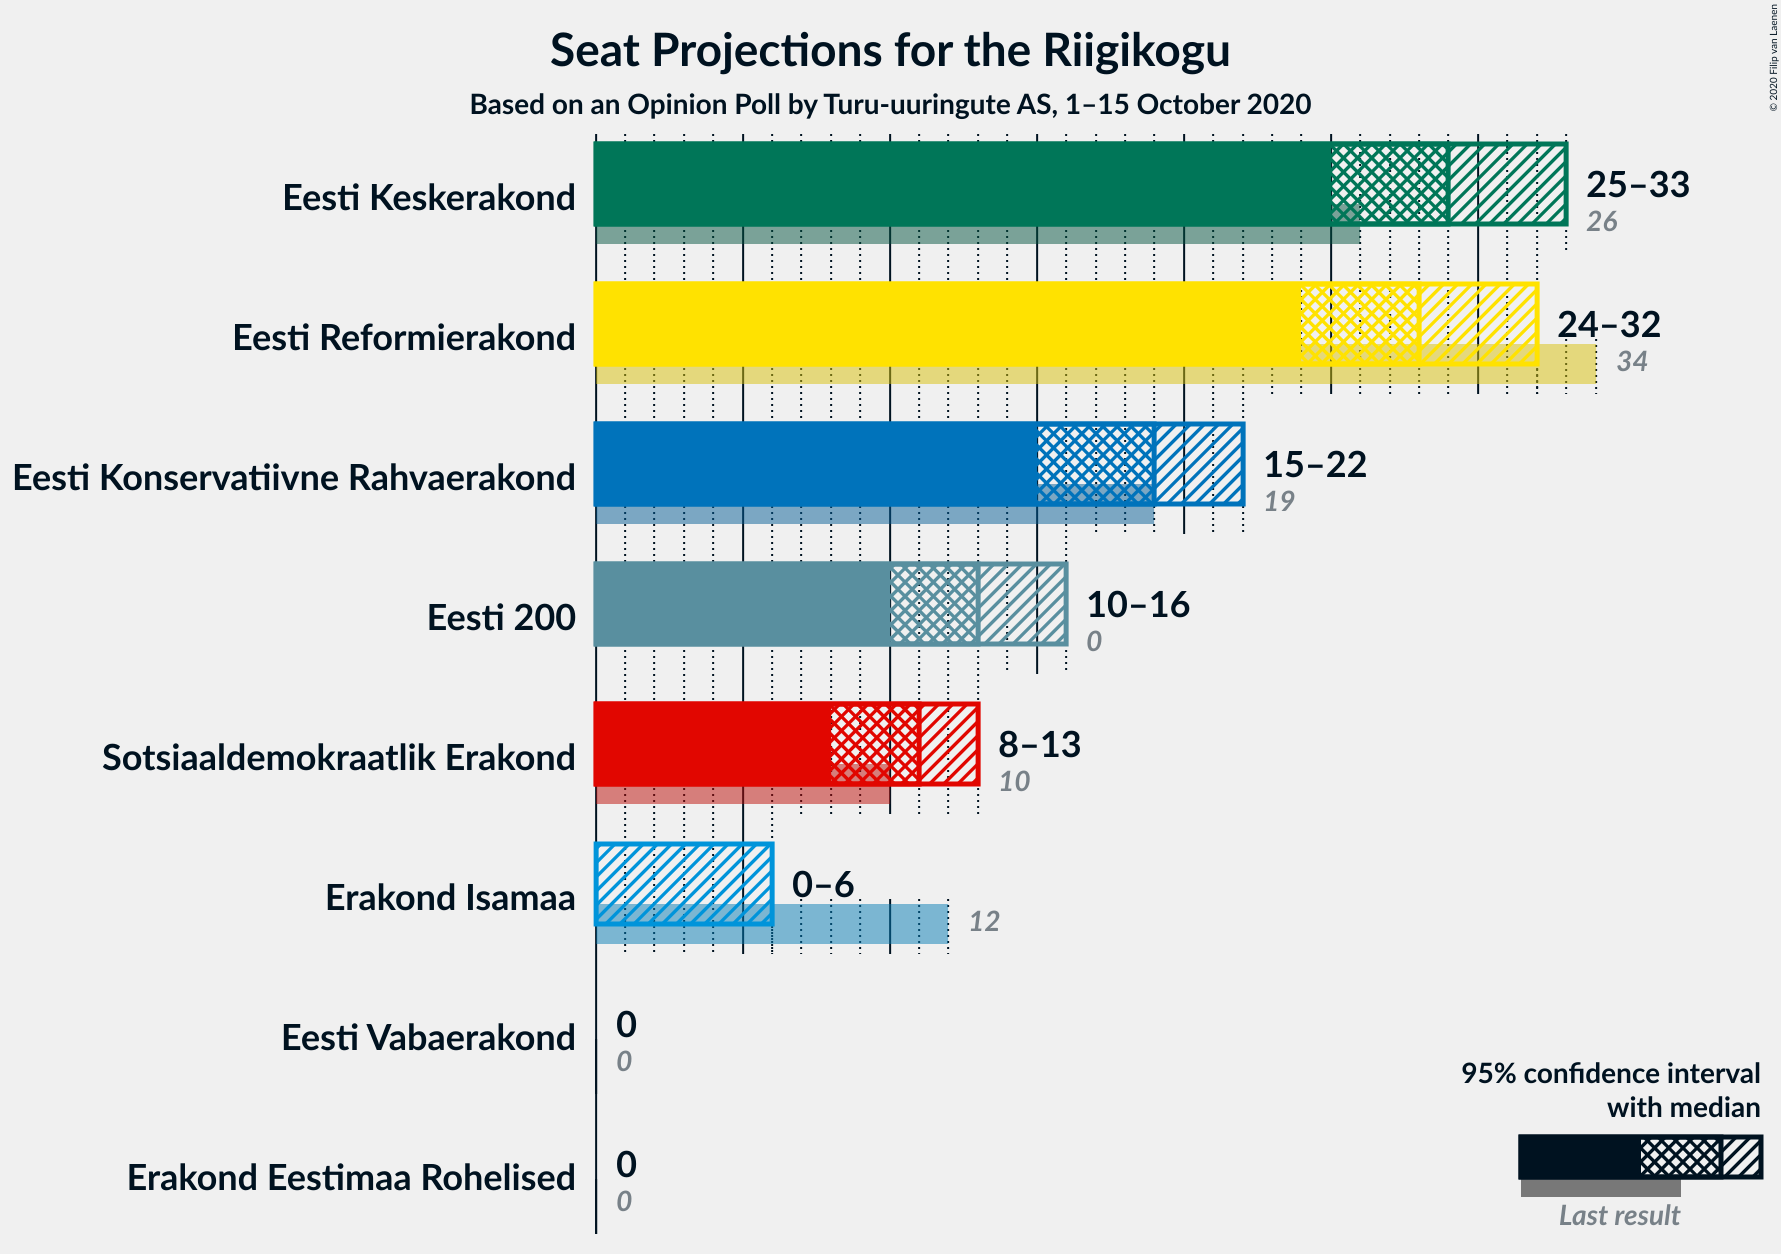 Seat Projections for the Riigikogu
Based on an Opinion Poll by Turu-uuringute AS, 1–15 October 2020
© 2020 Filip van Laenen
Eesti Keskerakond
25–33
26
Eesti Reformierakond
24–32
34
Eesti Konservatiivne Rahvaerakond
15–22
19
Eesti 200
10–16
0
Sotsiaaldemokraatlik Erakond
8–13
10
Erakond Isamaa
0–6
12
Eesti Vabaerakond
0
0
Erakond Eestimaa Rohelised
0
0
95% confidence interval
with median
Last result